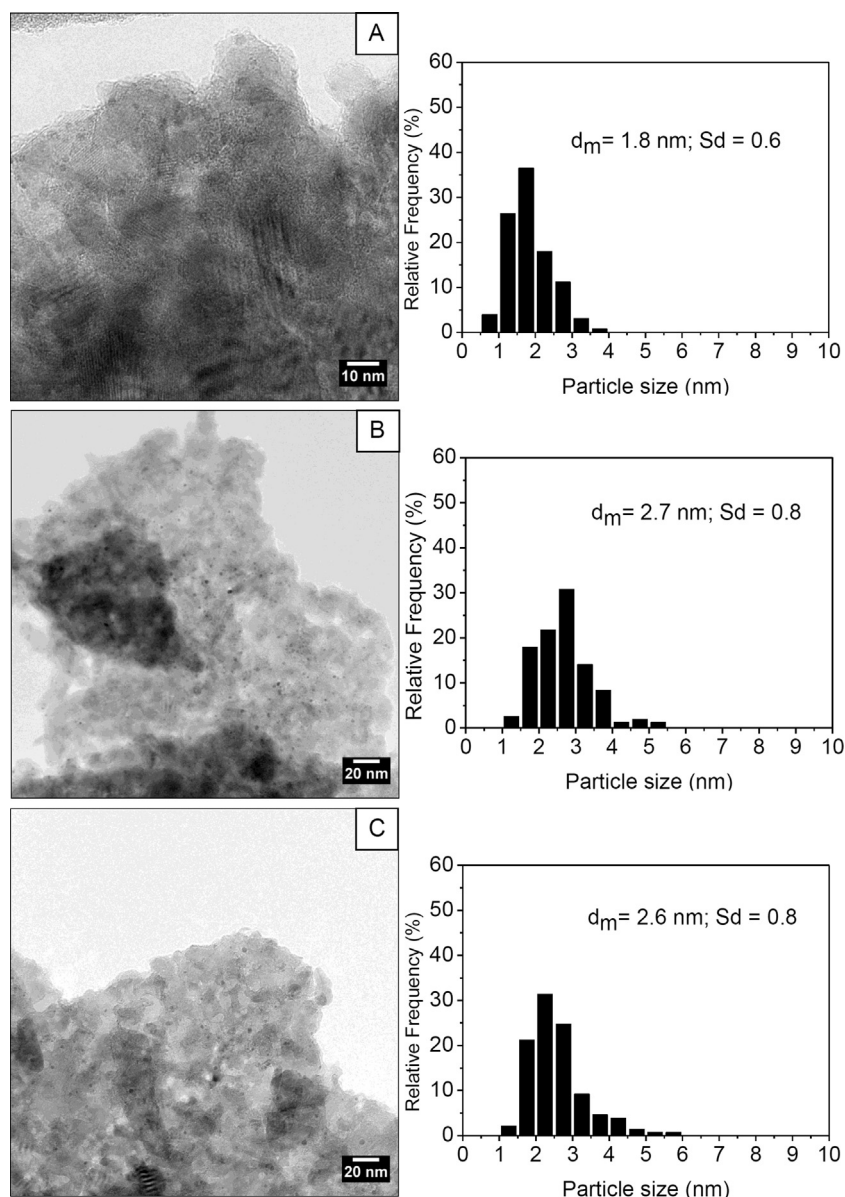 A
10 nm
60
50
40
30
20
10
0
Relative Frequency (%)
dm= 1.8 nm; Sd = 0.6
0 1 2 3 4 5 6 7 8 9 10
Particle size (nm)
B
20 nm
60
50
40
30
20
10
0
Relative Frequency (%)
dm= 2.7 nm; Sd = 0.8
0 1 2 3 4 5 6 7 8 9 10
Particle size (nm)
C
20 nm
60
50
40
30
20
10
0
Relative Frequency (%)
dm= 2.6 nm; Sd = 0.8
0 1 2 3 4 5 6 7 8 9 10
Particle size (nm)